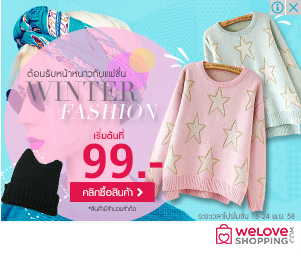 ต้อนรับหน้าหนาวกับแฟชั่น
WINTER
FASHION
เริ่มต้นที่
99.-
คลิกซื้อสินค้า >
*สินค้ามีจำนวนจำกัด
ระยะเวลาโปรโมชั่น 18-24 พ.ย. 58
weLove
SHOPPING.COM